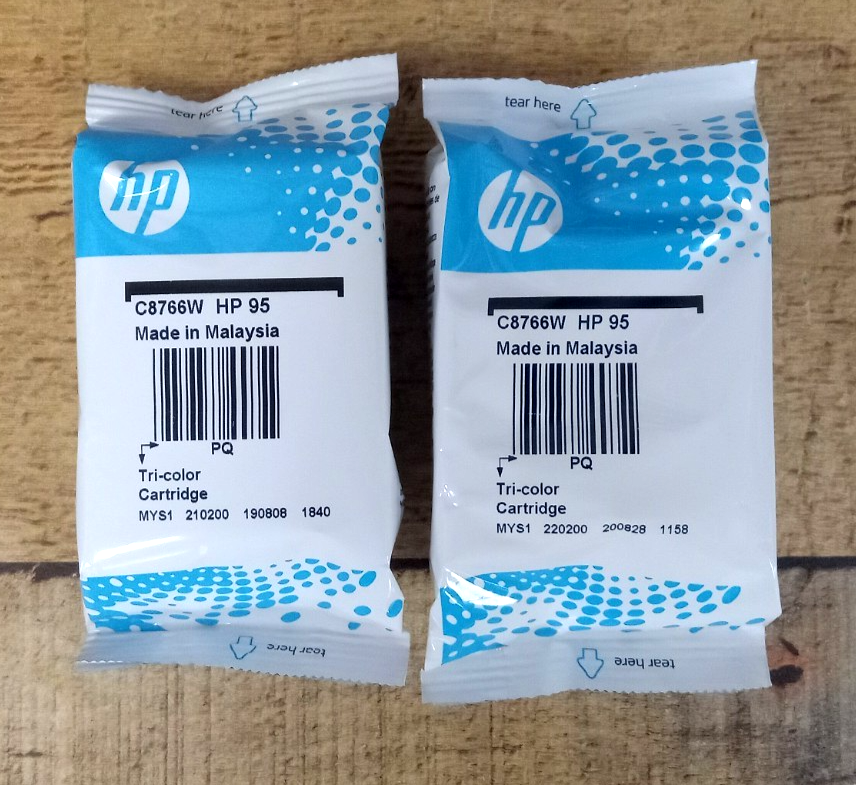 tear here
hp
C8766W HP 95
Made in Malaysia
PQ
Tri-color
Cartridge
MYS1 210200 190808 1840
tear here
tear here
hp
C8766W HP 95
Made in Malaysia
PQ
Tri-color
Cartridge
MYS1 220200 200828 1158
tear here